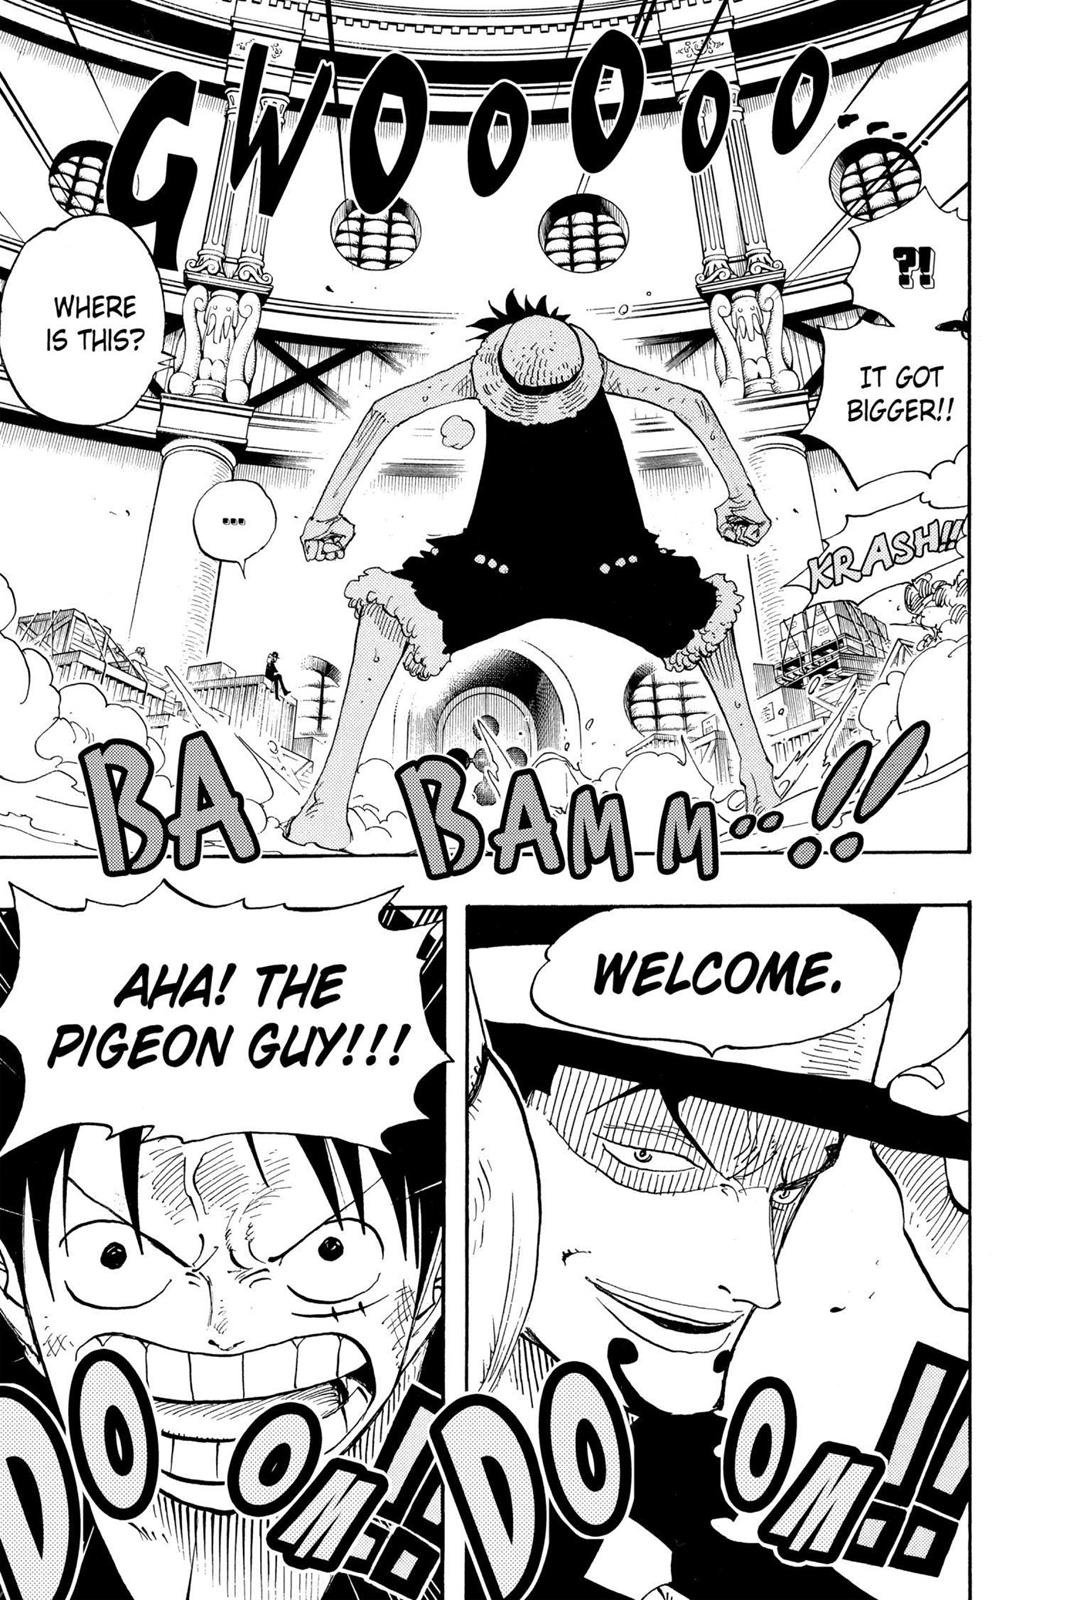 GWOOOOOO
?!
IT GOT
BIGGER!!
WHERE
IS THIS?
...
KRASH!!
BA BAMM...!!
WELCOME.
DOOM!!
AHA! THE
PIGEON GUY!!!
DOOM!!